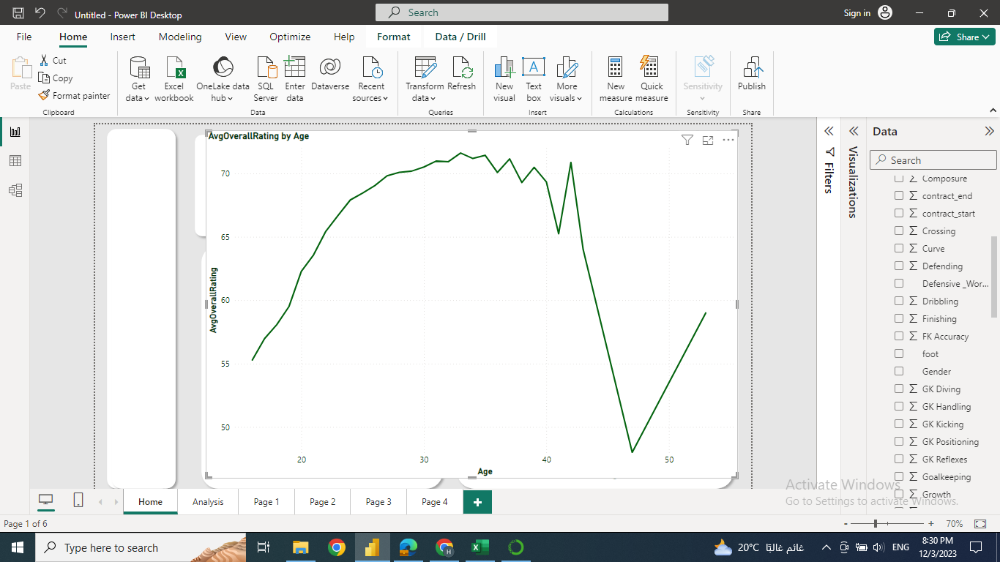 Untitled - Power BI Desktop
Search
Sign in
File
Home
Insert
Modeling
View
Optimize
Help
Format
Data / Drill
Share
Paste
Cut
Copy
Format painter
Clipboard
Get data
Excel workbook
OneLake data hub
SQL Server
Enter data
Dataverse
Recent sources
Data
Transform data
Refresh
Queries
New visual
Text box
More visuals
Insert
New measure
Quick measure
Calculations
Sensitivity
Sensitivity
Publish
Share
AvgOverallRating by Age
AvgOverallRating
70
65
60
55
50
20
30
40
50
Age
Filters
Visualizations
Data
Search
Composure
contract_end
contract_start
Crossing
Curve
Defending
Defensive _Wor...
Dribbling
Finishing
FK Accuracy
foot
Gender
GK Diving
GK Handling
GK Kicking
GK Positioning
GK Reflexes
Goalkeeping
Growth
Activate Windows
Go to Settings to activate Windows.
Home
Analysis
Page 1
Page 2
Page 3
Page 4
Page 1 of 6
- + 70%
Type here to search
20°C غائم غالبًا
ENG
8:30 PM
12/3/2023